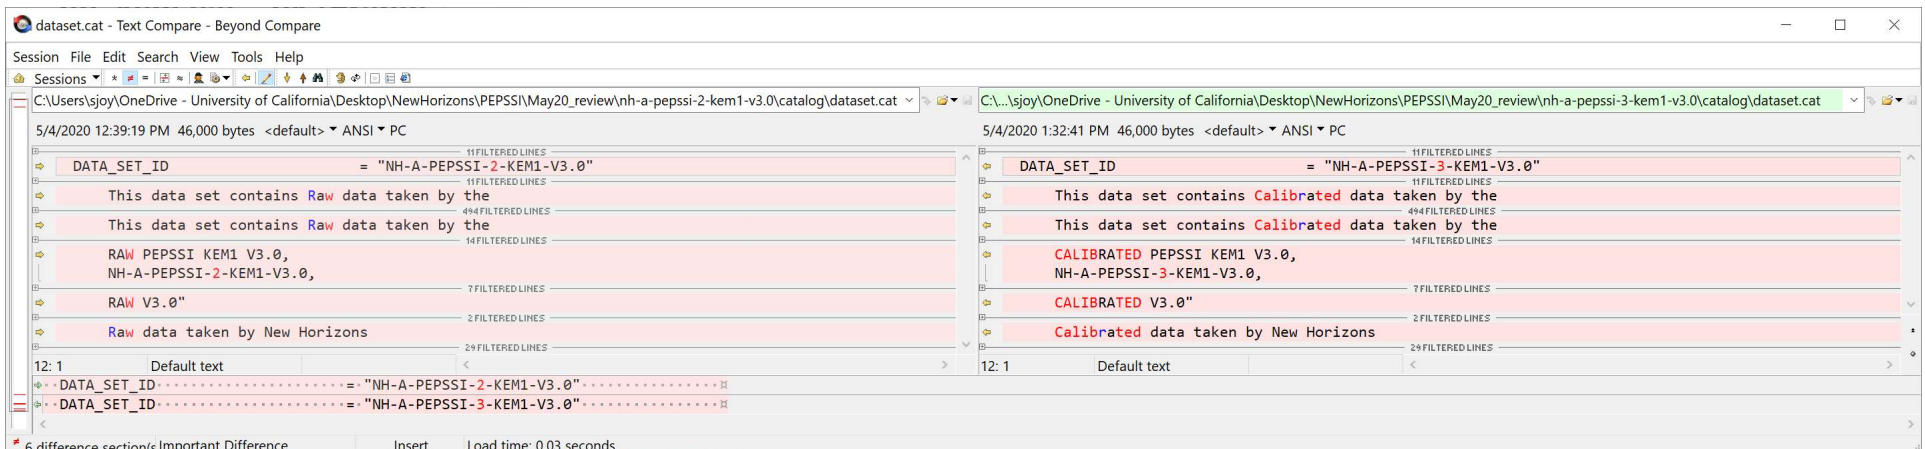 dataset.cat - Text Compare - Beyond Compare
Session File Edit Search View Tools Help
Sessions
C:\Users\sjoy\OneDrive - University of California\Desktop\NewHorizons\PEPSSI\May20_review\nh-a-pepssi-2-kem1-v3.0\catalog\dataset.cat
5/4/2020 12:39:19 PM 46,000 bytes <default> ANSI PC
11 FILTERED LINES
DATA_SET_ID = "NH-A-PEPSSI-2-KEM1-V3.0"
11 FILTERED LINES
This data set contains Raw data taken by the
494 FILTERED LINES
This data set contains Raw data taken by the
14 FILTERED LINES
RAW PEPSSI KEM1 V3.0,
NH-A-PEPSSI-2-KEM1-V3.0,
7 FILTERED LINES
RAW V3.0"
2 FILTERED LINES
Raw data taken by New Horizons
29 FILTERED LINES
12: 1 Default text
C:\...\sjoy\OneDrive - University of California\Desktop\NewHorizons\PEPSSI\May20_review\nh-a-pepssi-3-kem1-v3.0\catalog\dataset.cat
5/4/2020 1:32:41 PM 46,000 bytes <default> ANSI PC
11 FILTERED LINES
DATA_SET_ID = "NH-A-PEPSSI-3-KEM1-V3.0"
11 FILTERED LINES
This data set contains Calibrated data taken by the
494 FILTERED LINES
This data set contains Calibrated data taken by the
14 FILTERED LINES
CALIBRATED PEPSSI KEM1 V3.0,
NH-A-PEPSSI-3-KEM1-V3.0,
7 FILTERED LINES
CALIBRATED V3.0"
2 FILTERED LINES
Calibrated data taken by New Horizons
29 FILTERED LINES
12: 1 Default text
DATA_SET_ID = "NH-A-PEPSSI-2-KEM1-V3.0"
DATA_SET_ID = "NH-A-PEPSSI-3-KEM1-V3.0"
6 difference section(s Important Difference Insert Load time: 0.03 seconds